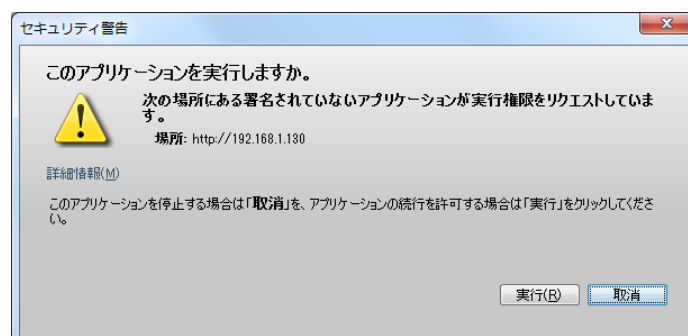 セキュリティ警告
このアプリケーションを実行しますか。
次の場所にある署名されていないアプリケーションが実行権限をリクエストしていま
す。
場所: http://192.168.1.130
詳細情報(M)
このアプリケーションを停止する場合は「取消」を、アプリケーションの続行を許可する場合は「実行」をクリックしてくださ
い。
実行(R) 取消